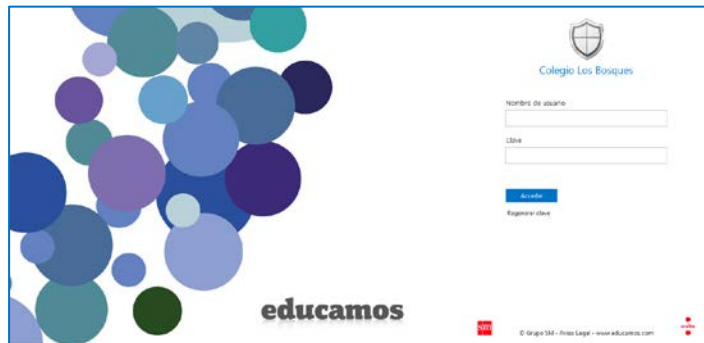 Colegio Los Bosques
Nombre de usuario
Clave
Acceder
Regenerar clave
educamos
sm
© Grupo SM - Aviso Legal - www.educamos.com